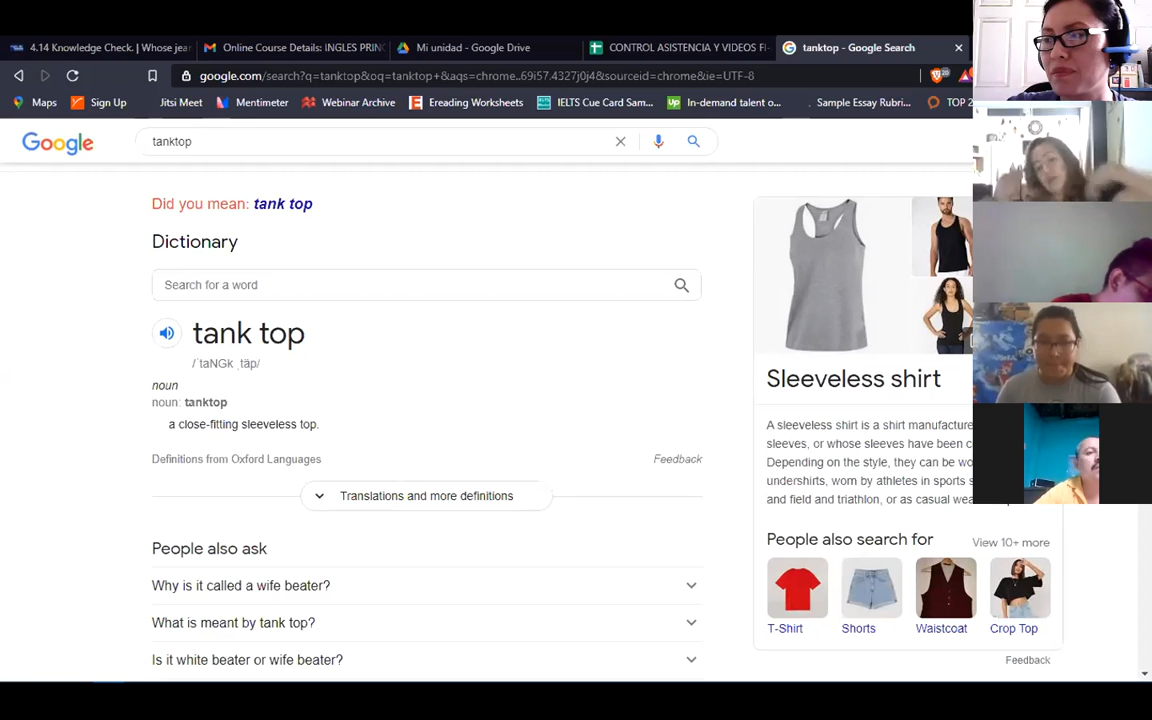 4.14 Knowledge Check. | Whose jear
Online Course Details: INGLES PRINC
Mi unidad - Google Drive
CONTROL ASISTENCIA Y VIDEOS FI
tanktop - Google Search
google.com/search?q=tanktop&oq=tanktop+&aqs=chrome..69i57.4327j0j4&sourceid=chrome&ie=UTF-8
Maps
Sign Up
Jitsi Meet
Mentimeter
Webinar Archive
Ereading Worksheets
IELTS Cue Card Sam...
In-demand talent o...
Sample Essay Rubri...
TOP 2
Google
tanktop
Did you mean: tank top
Dictionary
Search for a word
tank top
/ˈtaNGk ˌtäp/
noun
noun: tanktop
a close-fitting sleeveless top.
Definitions from Oxford Languages
Feedback
Translations and more definitions
People also ask
Why is it called a wife beater?
What is meant by tank top?
Is it white beater or wife beater?
Sleeveless shirt
A sleeveless shirt is a shirt manufacture
sleeves, or whose sleeves have been c
Depending on the style, they can be wo
undershirts, worn by athletes in sports s
and field and triathlon, or as casual wea
People also search for
View 10+ more
T-Shirt
Shorts
Waistcoat
Crop Top
Feedback